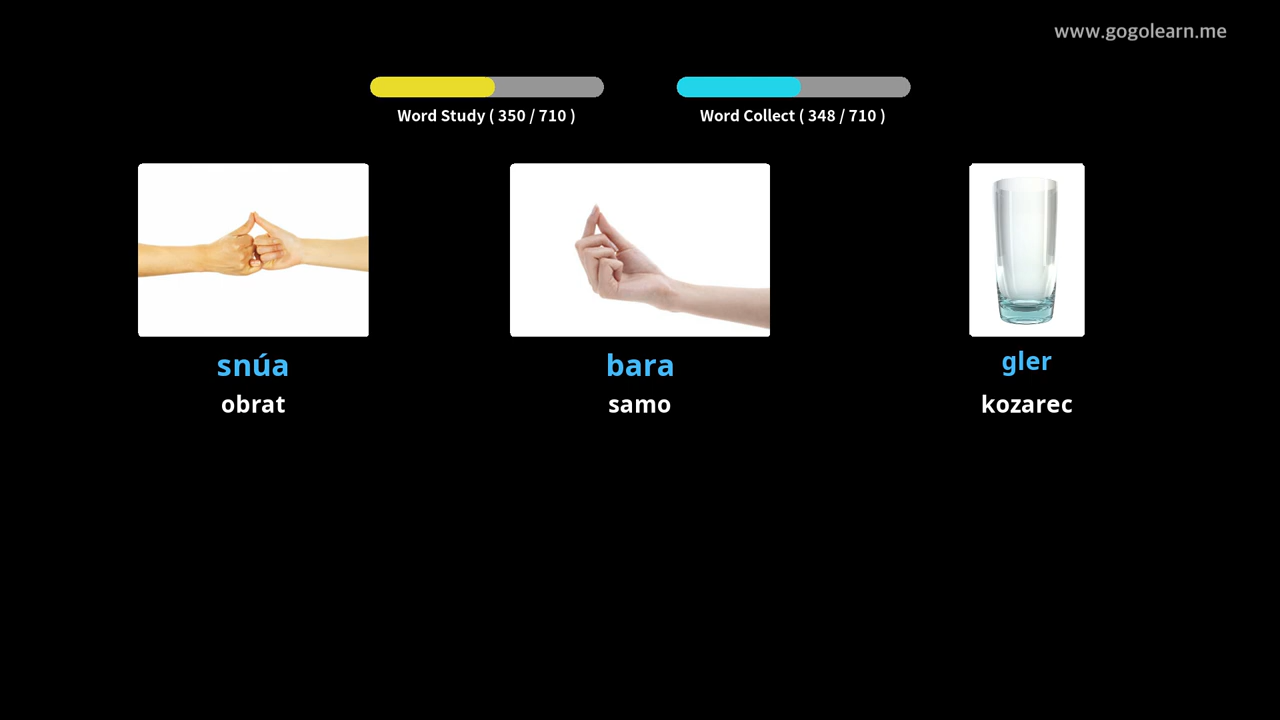 www.gogolearn.me
Word Study ( 350 / 710 )
Word Collect ( 348 / 710 )
snúa
obrat
bara
samo
gler
kozarec